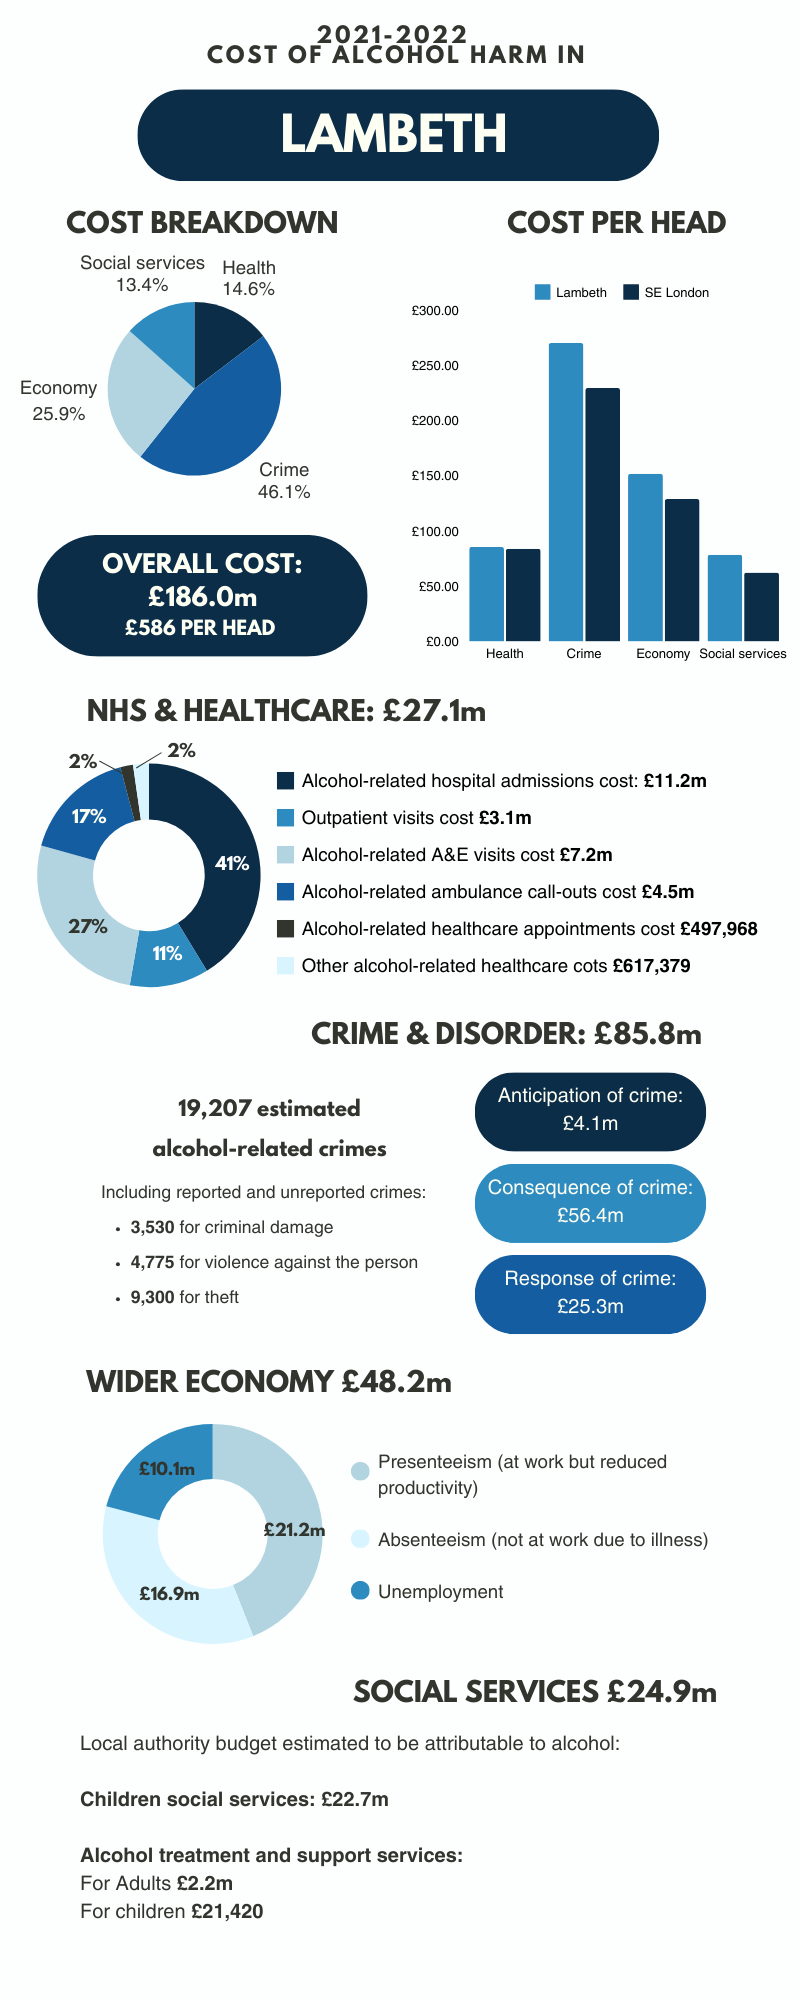 2021-2022
COST OF ALCOHOL HARM IN
LAMBETH
COST BREAKDOWN
Social services
13.4%
Health
14.6%
Economy
25.9%
Crime
46.1%
OVERALL COST:
£186.0m
£586 PER HEAD
COST PER HEAD
Lambeth
SE London
£300.00
£250.00
£200.00
£150.00
£100.00
£50.00
£0.00
Health
Crime
Economy
Social services
NHS & HEALTHCARE: £27.1m
2%
2%
17%
41%
27%
11%
Alcohol-related hospital admissions cost: £11.2m
Outpatient visits cost £3.1m
Alcohol-related A&E visits cost £7.2m
Alcohol-related ambulance call-outs cost £4.5m
Alcohol-related healthcare appointments cost £497,968
Other alcohol-related healthcare cots £617,379
CRIME & DISORDER: £85.8m
19,207 estimated
alcohol-related crimes
Including reported and unreported crimes:
• 3,530 for criminal damage
• 4,775 for violence against the person
• 9,300 for theft
Anticipation of crime:
£4.1m
Consequence of crime:
£56.4m
Response of crime:
£25.3m
WIDER ECONOMY £48.2m
£10.1m
£21.2m
£16.9m
Presenteeism (at work but reduced
productivity)
Absenteeism (not at work due to illness)
Unemployment
SOCIAL SERVICES £24.9m
Local authority budget estimated to be attributable to alcohol:
Children social services: £22.7m
Alcohol treatment and support services:
For Adults £2.2m
For children £21,420